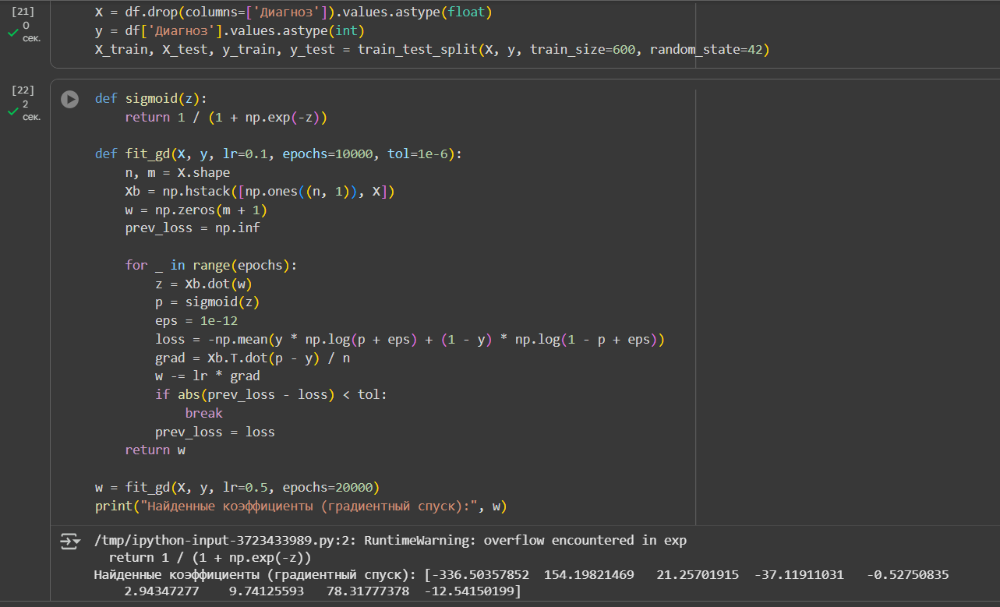 [21]
0
сек.
X = df.drop(columns=['Диагноз']).values.astype(float)
y = df['Диагноз'].values.astype(int)
X_train, X_test, y_train, y_test = train_test_split(X, y, train_size=600, random_state=42)
[22]
2
сек.
def sigmoid(z):
    return 1 / (1 + np.exp(-z))
def fit_gd(X, y, lr=0.1, epochs=10000, tol=1e-6):
    n, m = X.shape
    Xb = np.hstack([np.ones((n, 1)), X])
    w = np.zeros(m + 1)
    prev_loss = np.inf
    for _ in range(epochs):
        z = Xb.dot(w)
        p = sigmoid(z)
        eps = 1e-12
        loss = -np.mean(y * np.log(p + eps) + (1 - y) * np.log(1 - p + eps))
        grad = Xb.T.dot(p - y) / n
        w -= lr * grad
        if abs(prev_loss - loss) < tol:
            break
        prev_loss = loss
    return w
w = fit_gd(X, y, lr=0.5, epochs=20000)
print("Найденные коэффициенты (градиентный спуск):", w)
/tmp/ipython-input-3723433989.py:2: RuntimeWarning: overflow encountered in exp
  return 1 / (1 + np.exp(-z))
Найденные коэффициенты (градиентный спуск): [-336.50357852  154.19821469   21.25701915  -37.11911031   -0.52750835
    2.94347277    9.74125593   78.31777378  -12.54150199]